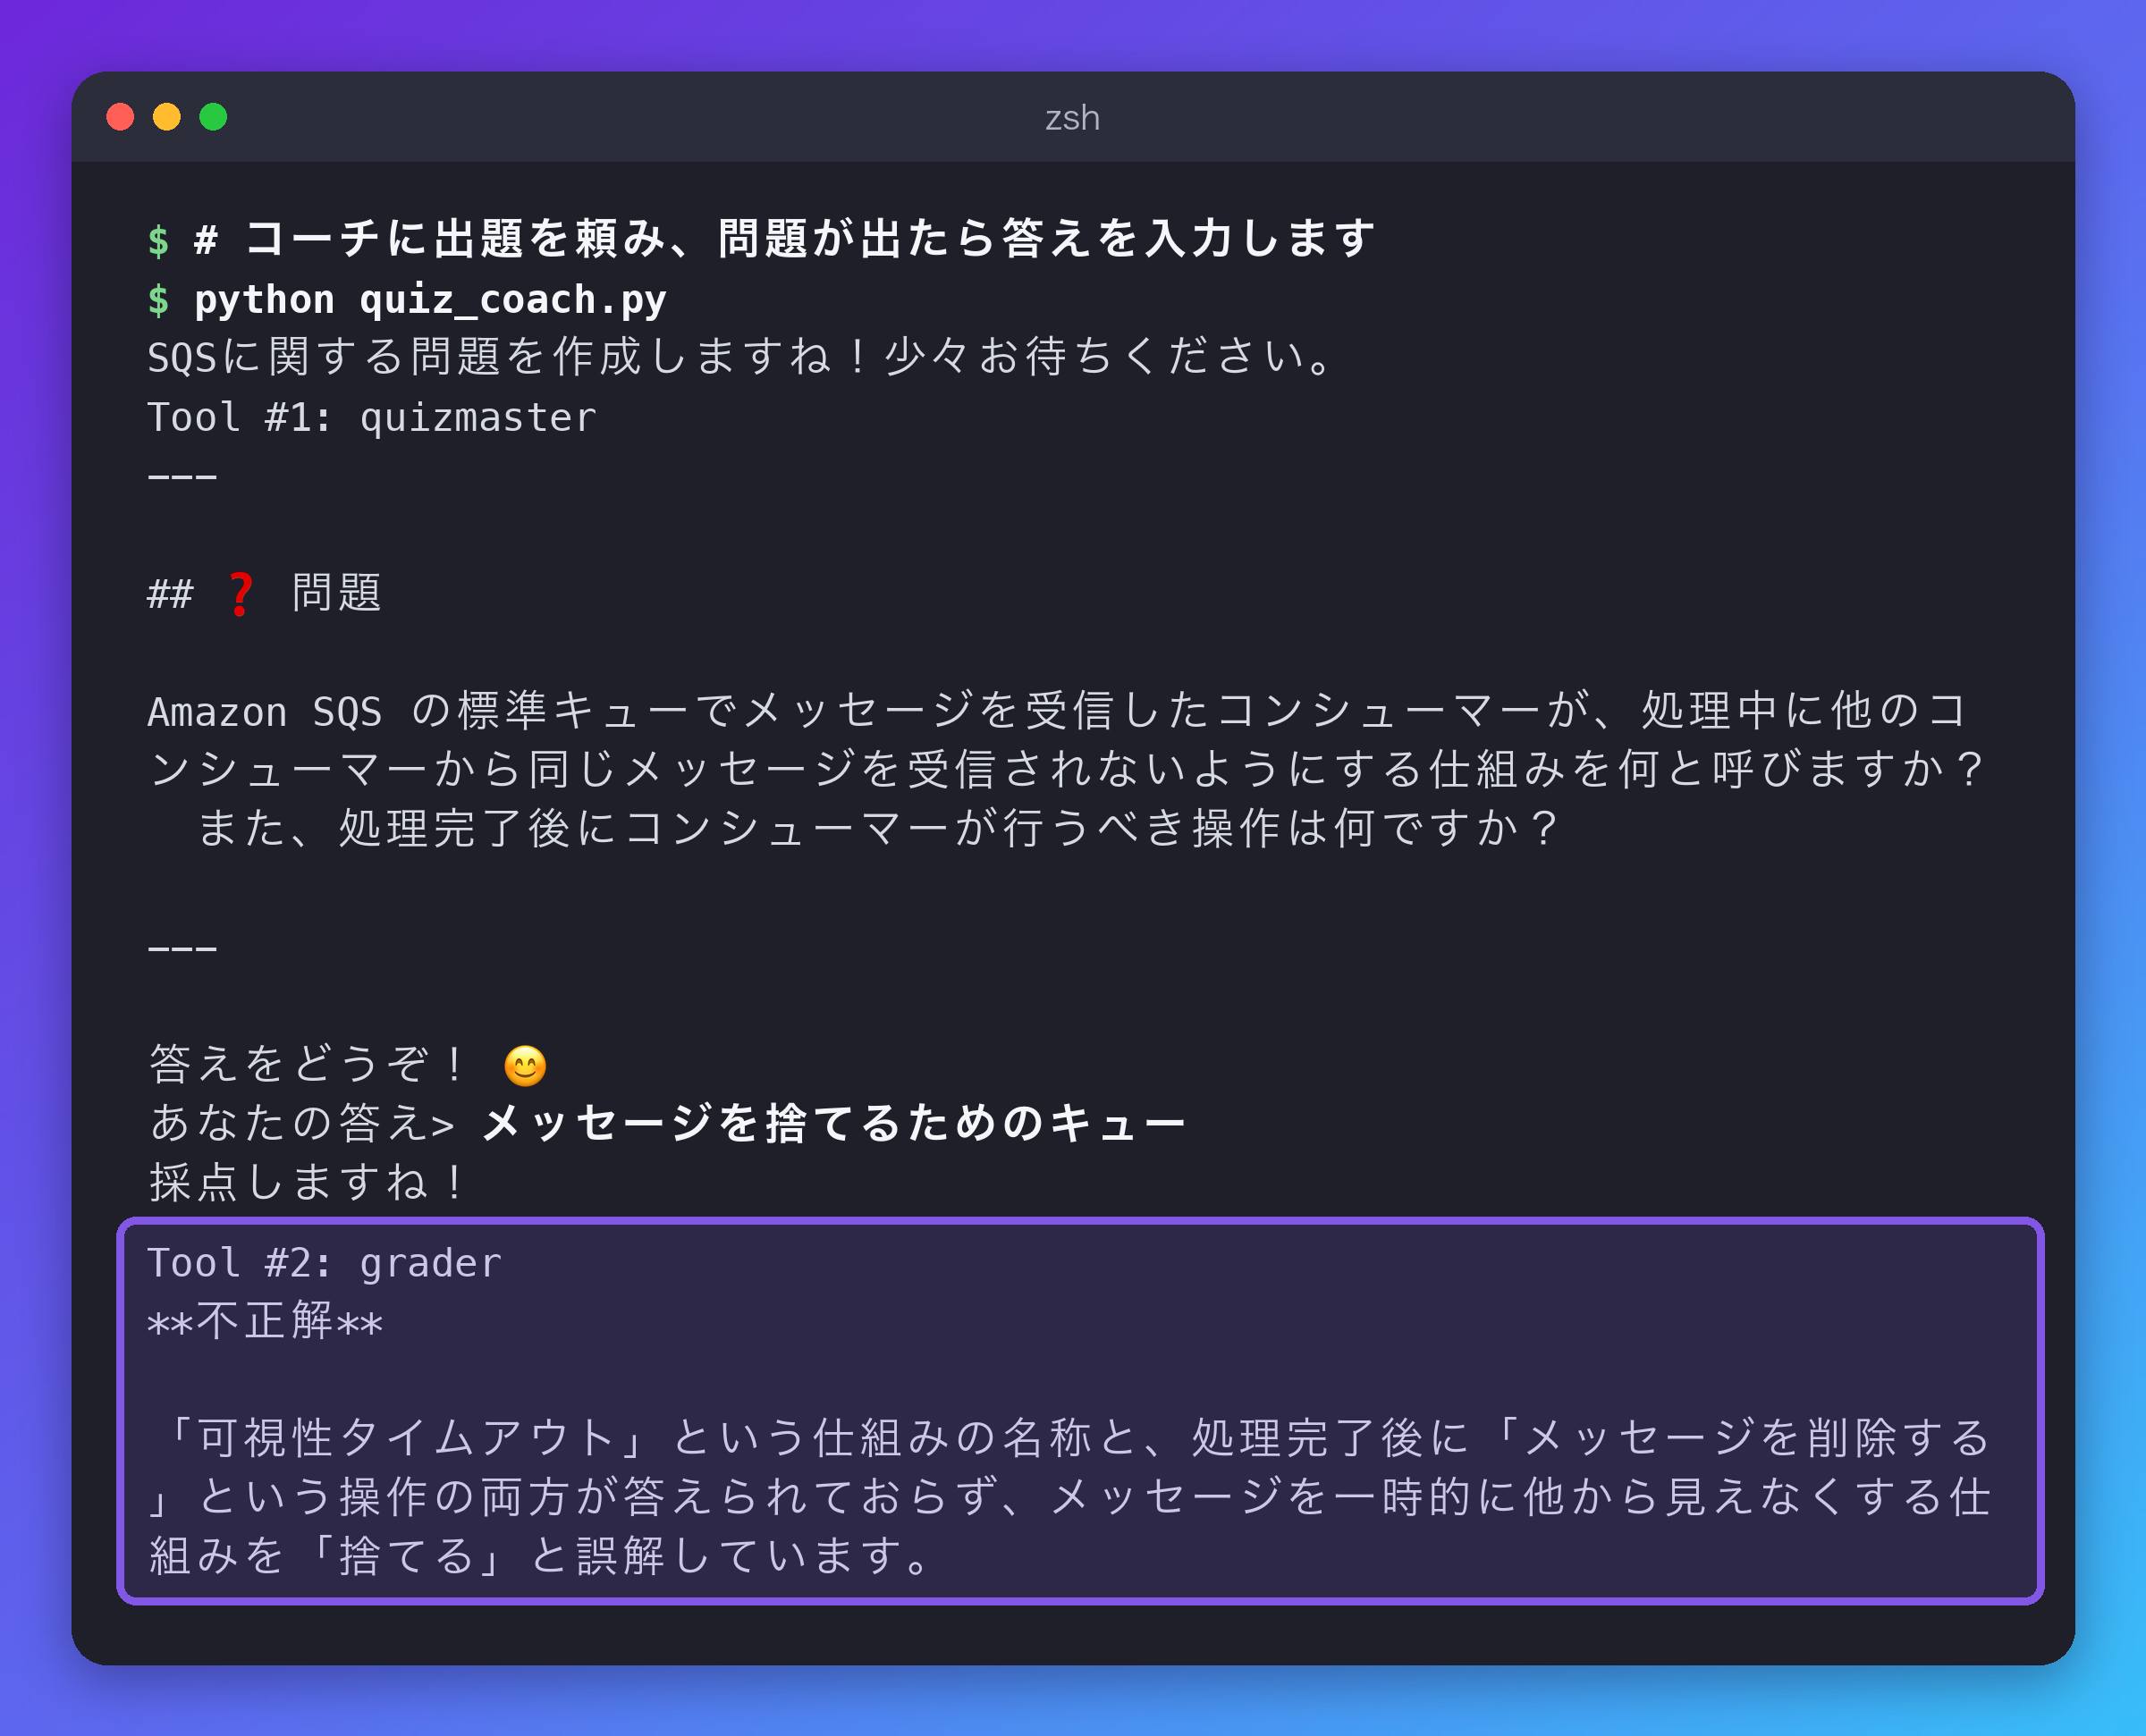 zsh
$ # コーチに出題を頼み、問題が出たら答えを入力します
$ python quiz_coach.py
SQSに関する問題を作成しますね！少々お待ちください。
Tool #1: quizmaster
---
## ❓ 問題
Amazon SQS の標準キューでメッセージを受信したコンシューマーが、処理中に他のコ
ンシューマーから同じメッセージを受信されないようにする仕組みを何と呼びますか？
　また、処理完了後にコンシューマーが行うべき操作は何ですか？
---
答えをどうぞ！ 😊
あなたの答え> メッセージを捨てるためのキュー
採点しますね！
Tool #2: grader
**不正解**
「可視性タイムアウト」という仕組みの名称と、処理完了後に「メッセージを削除する
」という操作の両方が答えられておらず、メッセージを一時的に他から見えなくする仕
組みを「捨てる」と誤解しています。